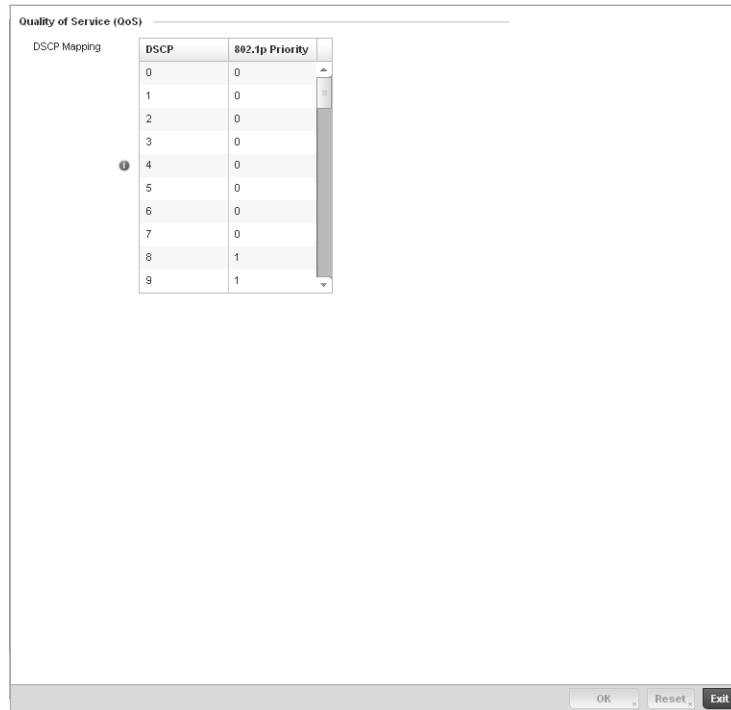 Quality of Service (QoS)
DSCP Mapping
DSCP 802.1p Priority
0 0
1 0
2 0
3 0
4 0
5 0
6 0
7 0
8 1
9 1
OK Reset Exit